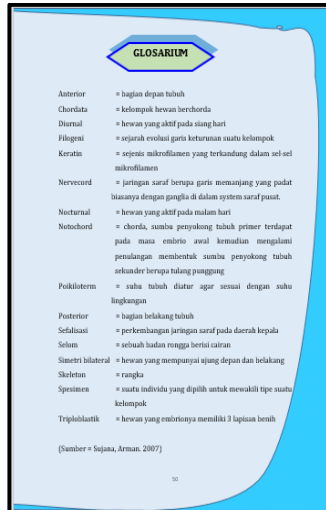 GLOSARIUM
Anterior = bagian depan tubuh
Chordata = kelompok hewan berchorda
Diurnal = hewan yang aktif pada siang hari
Filogeni = sejarah evolusi garis keturunan suatu kelompok
Keratin = sejenis mikrofilamen yang terkandung dalam sel-sel
mikrofilamen
Nervecord = jaringan saraf berupa garis memanjang yang padat
biasanya dengan ganglia di dalam system saraf pusat.
Nocturnal = hewan yang aktif pada malam hari
Notochord = chorda, sumbu penyokong tubuh primer terdapat
pada masa embrio awal kemudian mengalami
penulangan membentuk sumbu penyokong tubuh
sekunder berupa tulang punggung
Poikiloterm = suhu tubuh diatur agar sesuai dengan suhu
lingkungan
Posterior = bagian belakang tubuh
Sefalisasi = perkembangan jaringan saraf pada daerah kepala
Selom = sebuah badan rongga berisi cairan
Simetri bilateral = hewan yang mempunyai ujung depan dan belakang
Skeleton = rangka
Spesimen = suatu individu yang dipilih untuk mewakili tipe suatu
kelompok
Triploblastik = hewan yang embrionya memiliki 3 lapisan benih
(Sumber = Sujana, Arman. 2007)
50